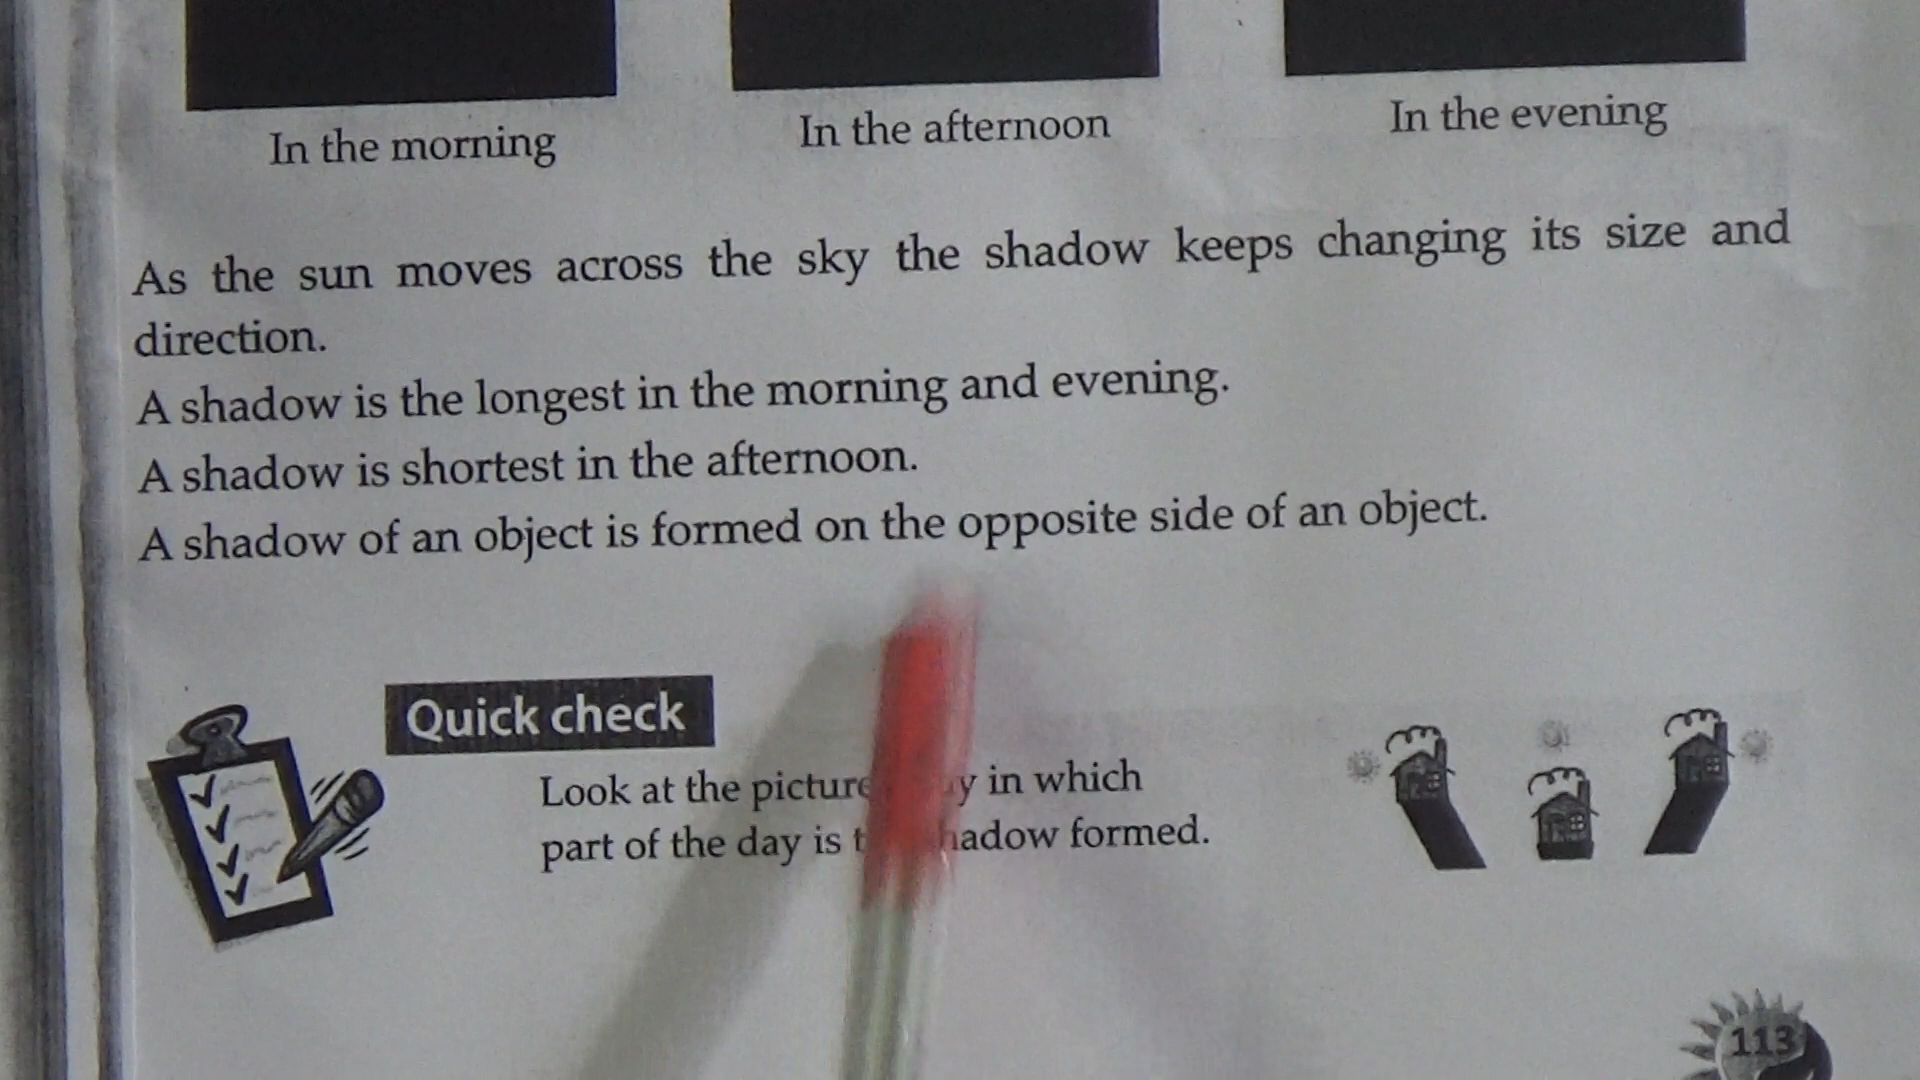 In the morning
In the afternoon
In the evening
As the sun moves across the sky the shadow keeps changing its size and
direction.
A shadow is the longest in the morning and evening.
A shadow is shortest in the afternoon.
A shadow of an object is formed on the opposite side of an object.
Quick check
Look at the picture in which
part of the day is formed.
113